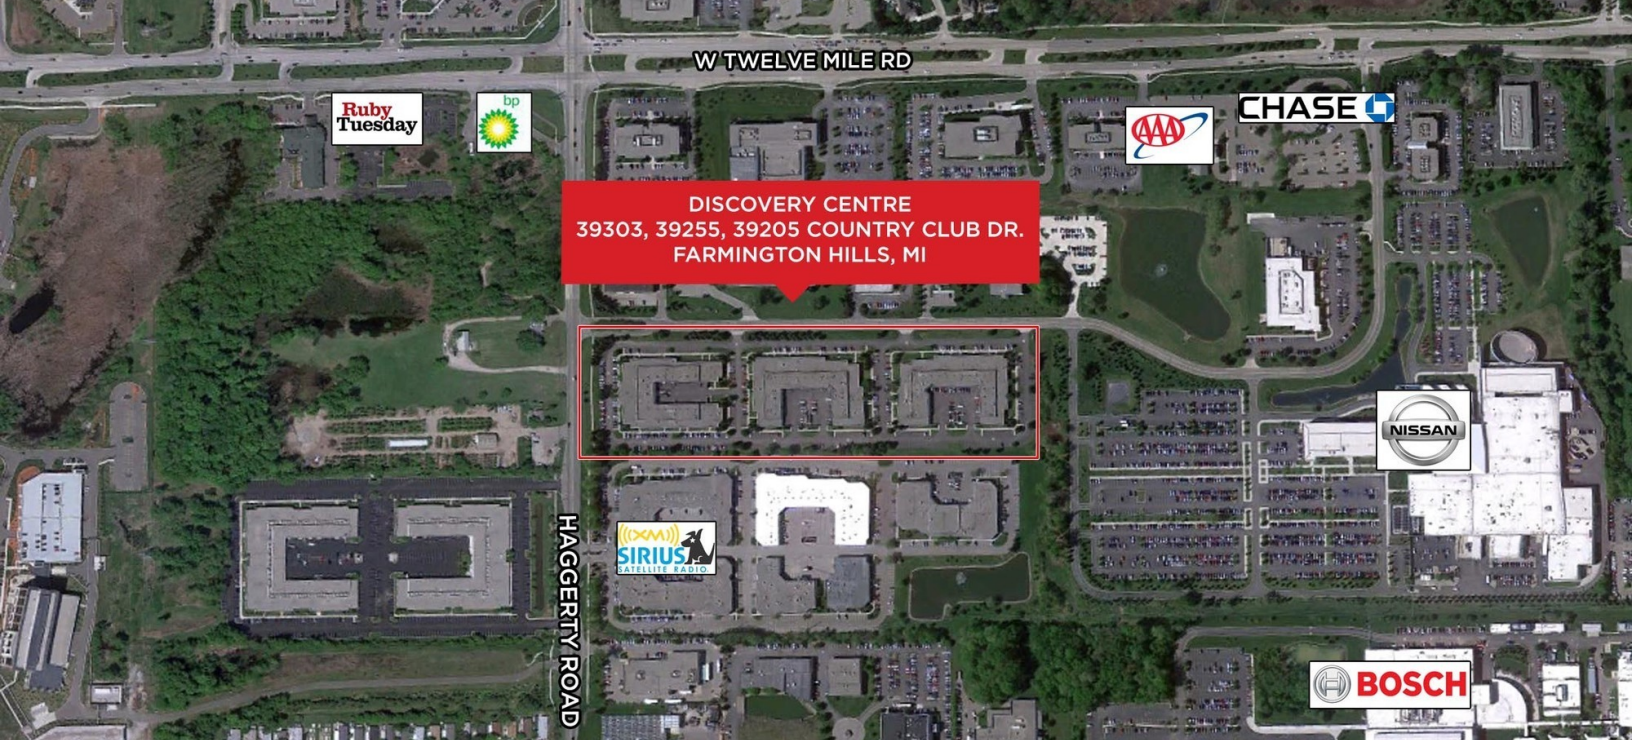 W TWELVE MILE RD
Ruby
Tuesday
bp
AAA
CHASE
DISCOVERY CENTRE
39303, 39255, 39205 COUNTRY CLUB DR.
FARMINGTON HILLS, MI
NISSAN
((XM))
SIRIUS
SATELLITE RADIO
HAGGERTY ROAD
BOSCH